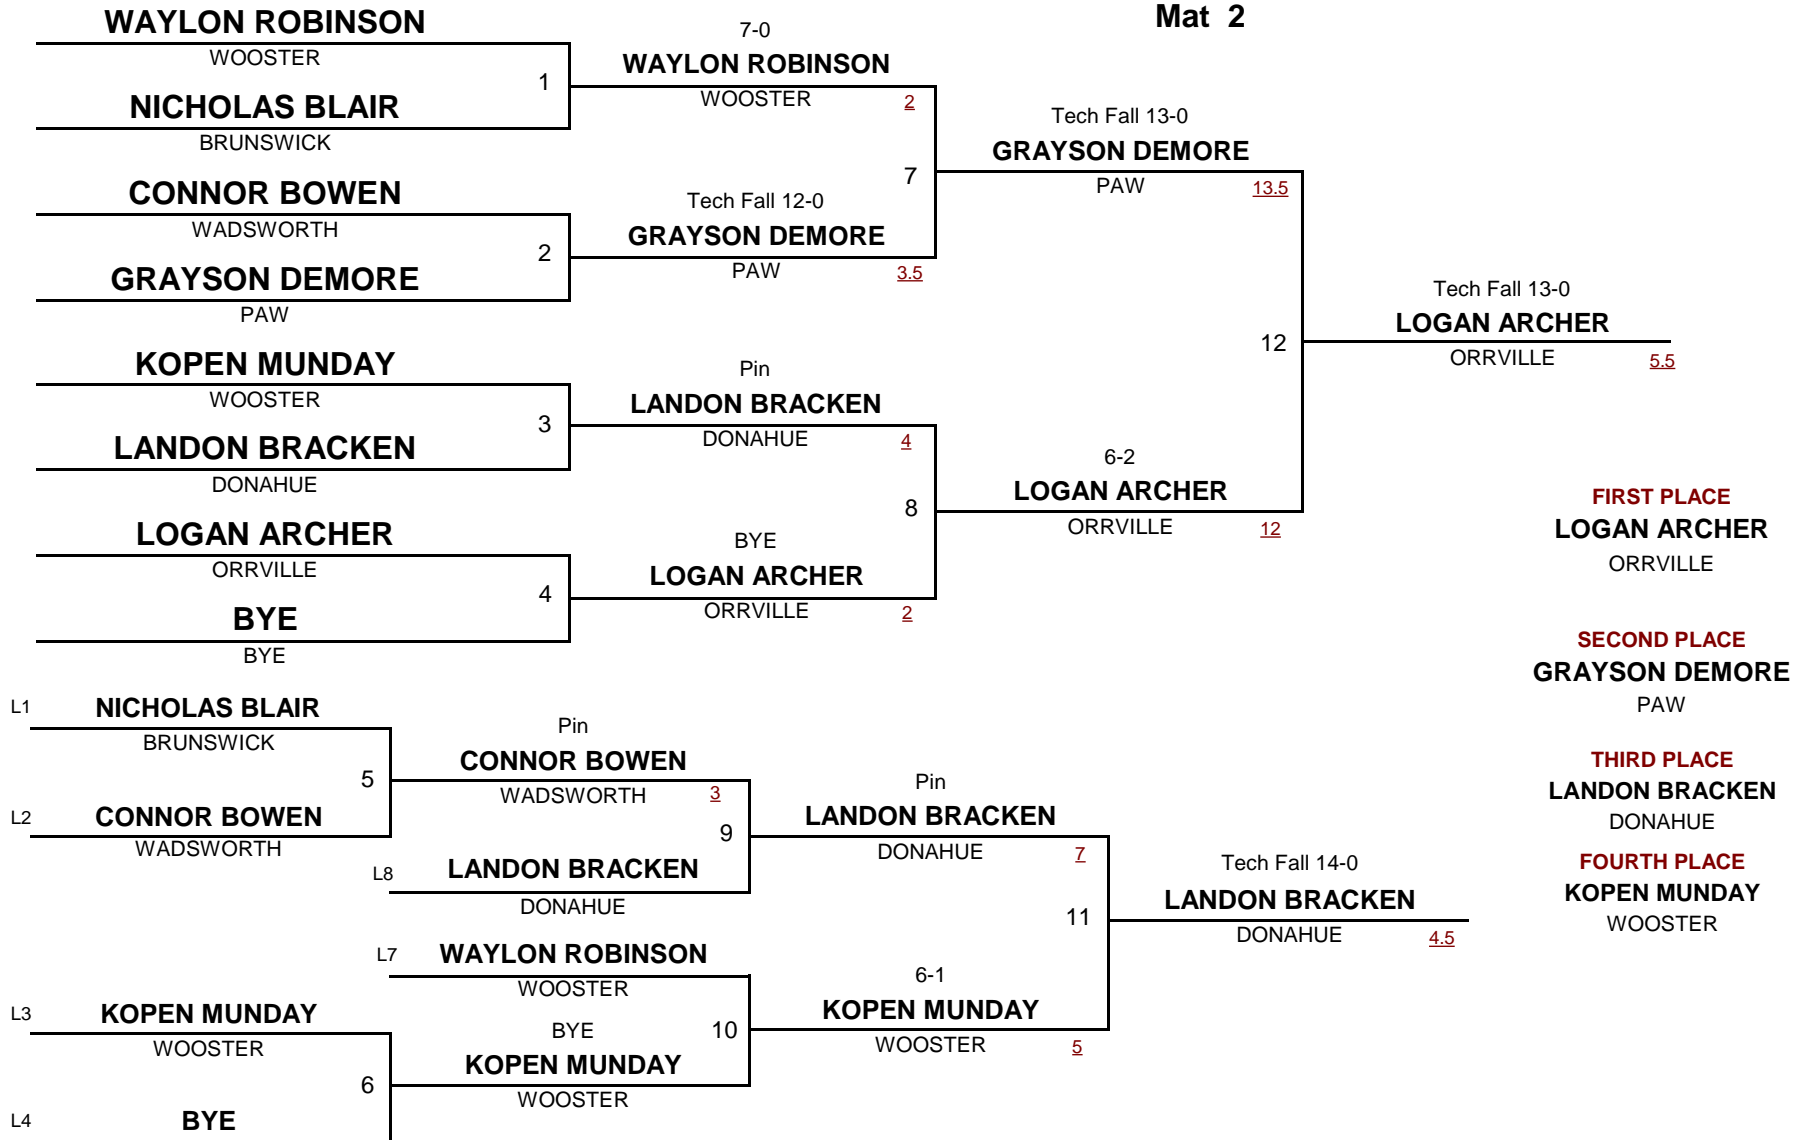 Mat 2
WAYLON ROBINSON
WOOSTER
1
NICHOLAS BLAIR
BRUNSWICK
CONNOR BOWEN
WADSWORTH
2
GRAYSON DEMORE
PAW
KOPEN MUNDAY
WOOSTER
3
LANDON BRACKEN
DONAHUE
LOGAN ARCHER
ORRVILLE
4
BYE
BYE
7-0
WAYLON ROBINSON
WOOSTER 2
7
Tech Fall 12-0
GRAYSON DEMORE
PAW 3.5
Pin
LANDON BRACKEN
DONAHUE 4
8
BYE
LOGAN ARCHER
ORRVILLE 2
Tech Fall 13-0
GRAYSON DEMORE
PAW 13.5
12
6-2
LOGAN ARCHER
ORRVILLE 12
Tech Fall 13-0
LOGAN ARCHER
ORRVILLE 5.5
FIRST PLACE
LOGAN ARCHER
ORRVILLE
SECOND PLACE
GRAYSON DEMORE
PAW
THIRD PLACE
LANDON BRACKEN
DONAHUE
FOURTH PLACE
KOPEN MUNDAY
WOOSTER
L1 NICHOLAS BLAIR
BRUNSWICK
5
L2 CONNOR BOWEN
WADSWORTH
Pin
CONNOR BOWEN
WADSWORTH 3
9
L8 LANDON BRACKEN
DONAHUE
L7 WAYLON ROBINSON
WOOSTER
L3 KOPEN MUNDAY
WOOSTER
6
L4 BYE
BYE
10
KOPEN MUNDAY
WOOSTER
Pin
LANDON BRACKEN
DONAHUE 7
11
6-1
KOPEN MUNDAY
WOOSTER 5
Tech Fall 14-0
LANDON BRACKEN
DONAHUE 4.5